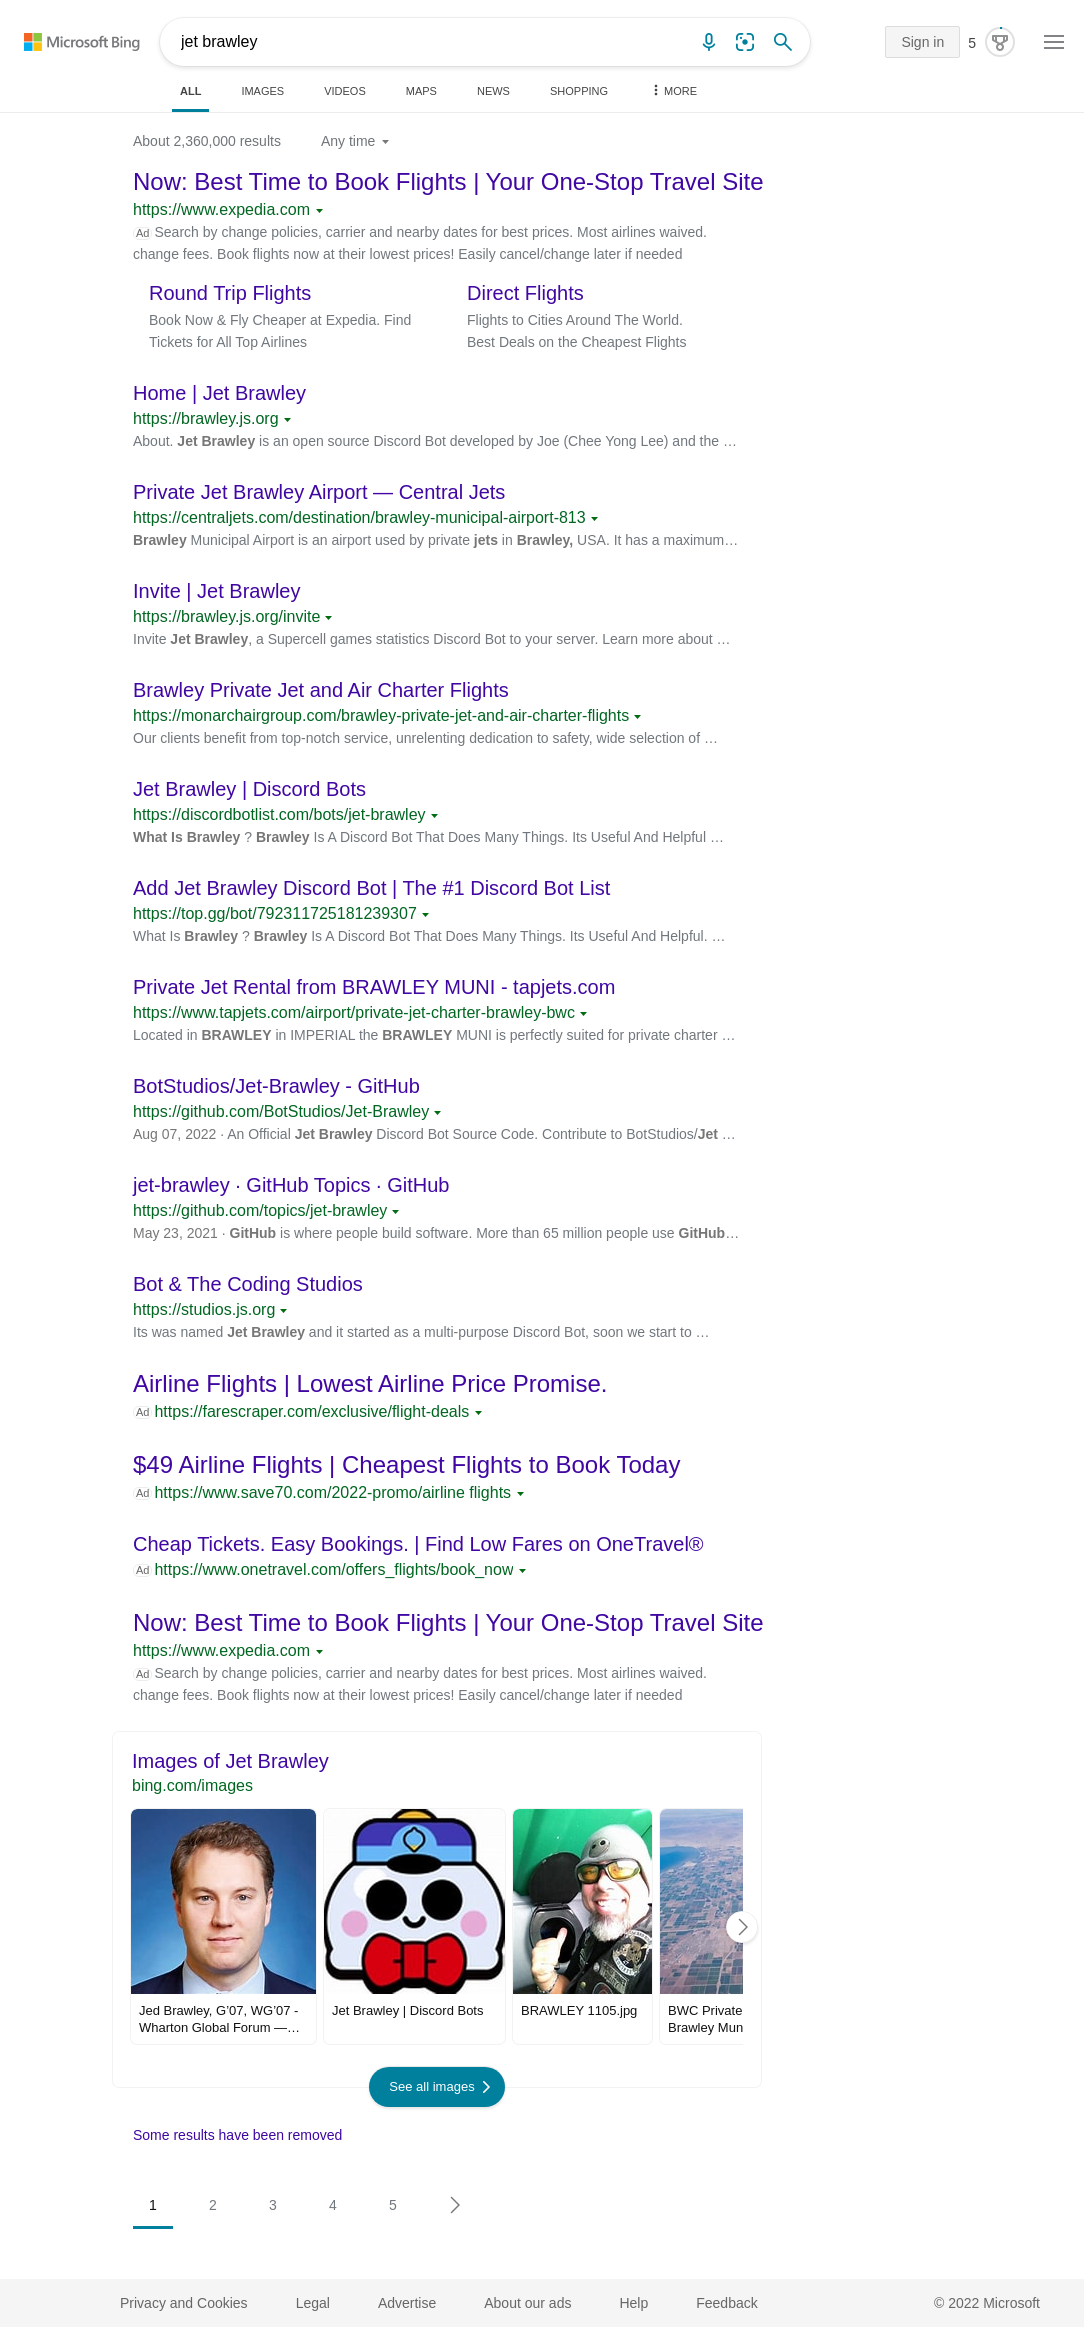 Microsoft Bing
jet brawley
Sign in
5
ALL
IMAGES
VIDEOS
MAPS
NEWS
SHOPPING
MORE
About 2,360,000 results
Any time
Now: Best Time to Book Flights | Your One-Stop Travel Site
https://www.expedia.com
Ad Search by change policies, carrier and nearby dates for best prices. Most airlines waived.
change fees. Book flights now at their lowest prices! Easily cancel/change later if needed
Round Trip Flights
Book Now & Fly Cheaper at Expedia. Find
Tickets for All Top Airlines
Direct Flights
Flights to Cities Around The World.
Best Deals on the Cheapest Flights
Home | Jet Brawley
https://brawley.js.org
About. Jet Brawley is an open source Discord Bot developed by Joe (Chee Yong Lee) and the …
Private Jet Brawley Airport — Central Jets
https://centraljets.com/destination/brawley-municipal-airport-813
Brawley Municipal Airport is an airport used by private jets in Brawley, USA. It has a maximum…
Invite | Jet Brawley
https://brawley.js.org/invite
Invite Jet Brawley, a Supercell games statistics Discord Bot to your server. Learn more about …
Brawley Private Jet and Air Charter Flights
https://monarchairgroup.com/brawley-private-jet-and-air-charter-flights
Our clients benefit from top-notch service, unrelenting dedication to safety, wide selection of …
Jet Brawley | Discord Bots
https://discordbotlist.com/bots/jet-brawley
What Is Brawley ? Brawley Is A Discord Bot That Does Many Things. Its Useful And Helpful …
Add Jet Brawley Discord Bot | The #1 Discord Bot List
https://top.gg/bot/792311725181239307
What Is Brawley ? Brawley Is A Discord Bot That Does Many Things. Its Useful And Helpful. …
Private Jet Rental from BRAWLEY MUNI - tapjets.com
https://www.tapjets.com/airport/private-jet-charter-brawley-bwc
Located in BRAWLEY in IMPERIAL the BRAWLEY MUNI is perfectly suited for private charter …
BotStudios/Jet-Brawley - GitHub
https://github.com/BotStudios/Jet-Brawley
Aug 07, 2022 · An Official Jet Brawley Discord Bot Source Code. Contribute to BotStudios/Jet …
jet-brawley · GitHub Topics · GitHub
https://github.com/topics/jet-brawley
May 23, 2021 · GitHub is where people build software. More than 65 million people use GitHub…
Bot & The Coding Studios
https://studios.js.org
Its was named Jet Brawley and it started as a multi-purpose Discord Bot, soon we start to …
Airline Flights | Lowest Airline Price Promise.
Ad https://farescraper.com/exclusive/flight-deals
$49 Airline Flights | Cheapest Flights to Book Today
Ad https://www.save70.com/2022-promo/airline flights
Cheap Tickets. Easy Bookings. | Find Low Fares on OneTravel®
Ad https://www.onetravel.com/offers_flights/book_now
Now: Best Time to Book Flights | Your One-Stop Travel Site
https://www.expedia.com
Ad Search by change policies, carrier and nearby dates for best prices. Most airlines waived.
change fees. Book flights now at their lowest prices! Easily cancel/change later if needed
Images of Jet Brawley
bing.com/images
Jed Brawley, G’07, WG’07 -
Wharton Global Forum —…
Jet Brawley | Discord Bots
BRAWLEY 1105.jpg
BWC Private
Brawley Mun
See all images
Some results have been removed
1
2
3
4
5
Privacy and Cookies
Legal
Advertise
About our ads
Help
Feedback
© 2022 Microsoft